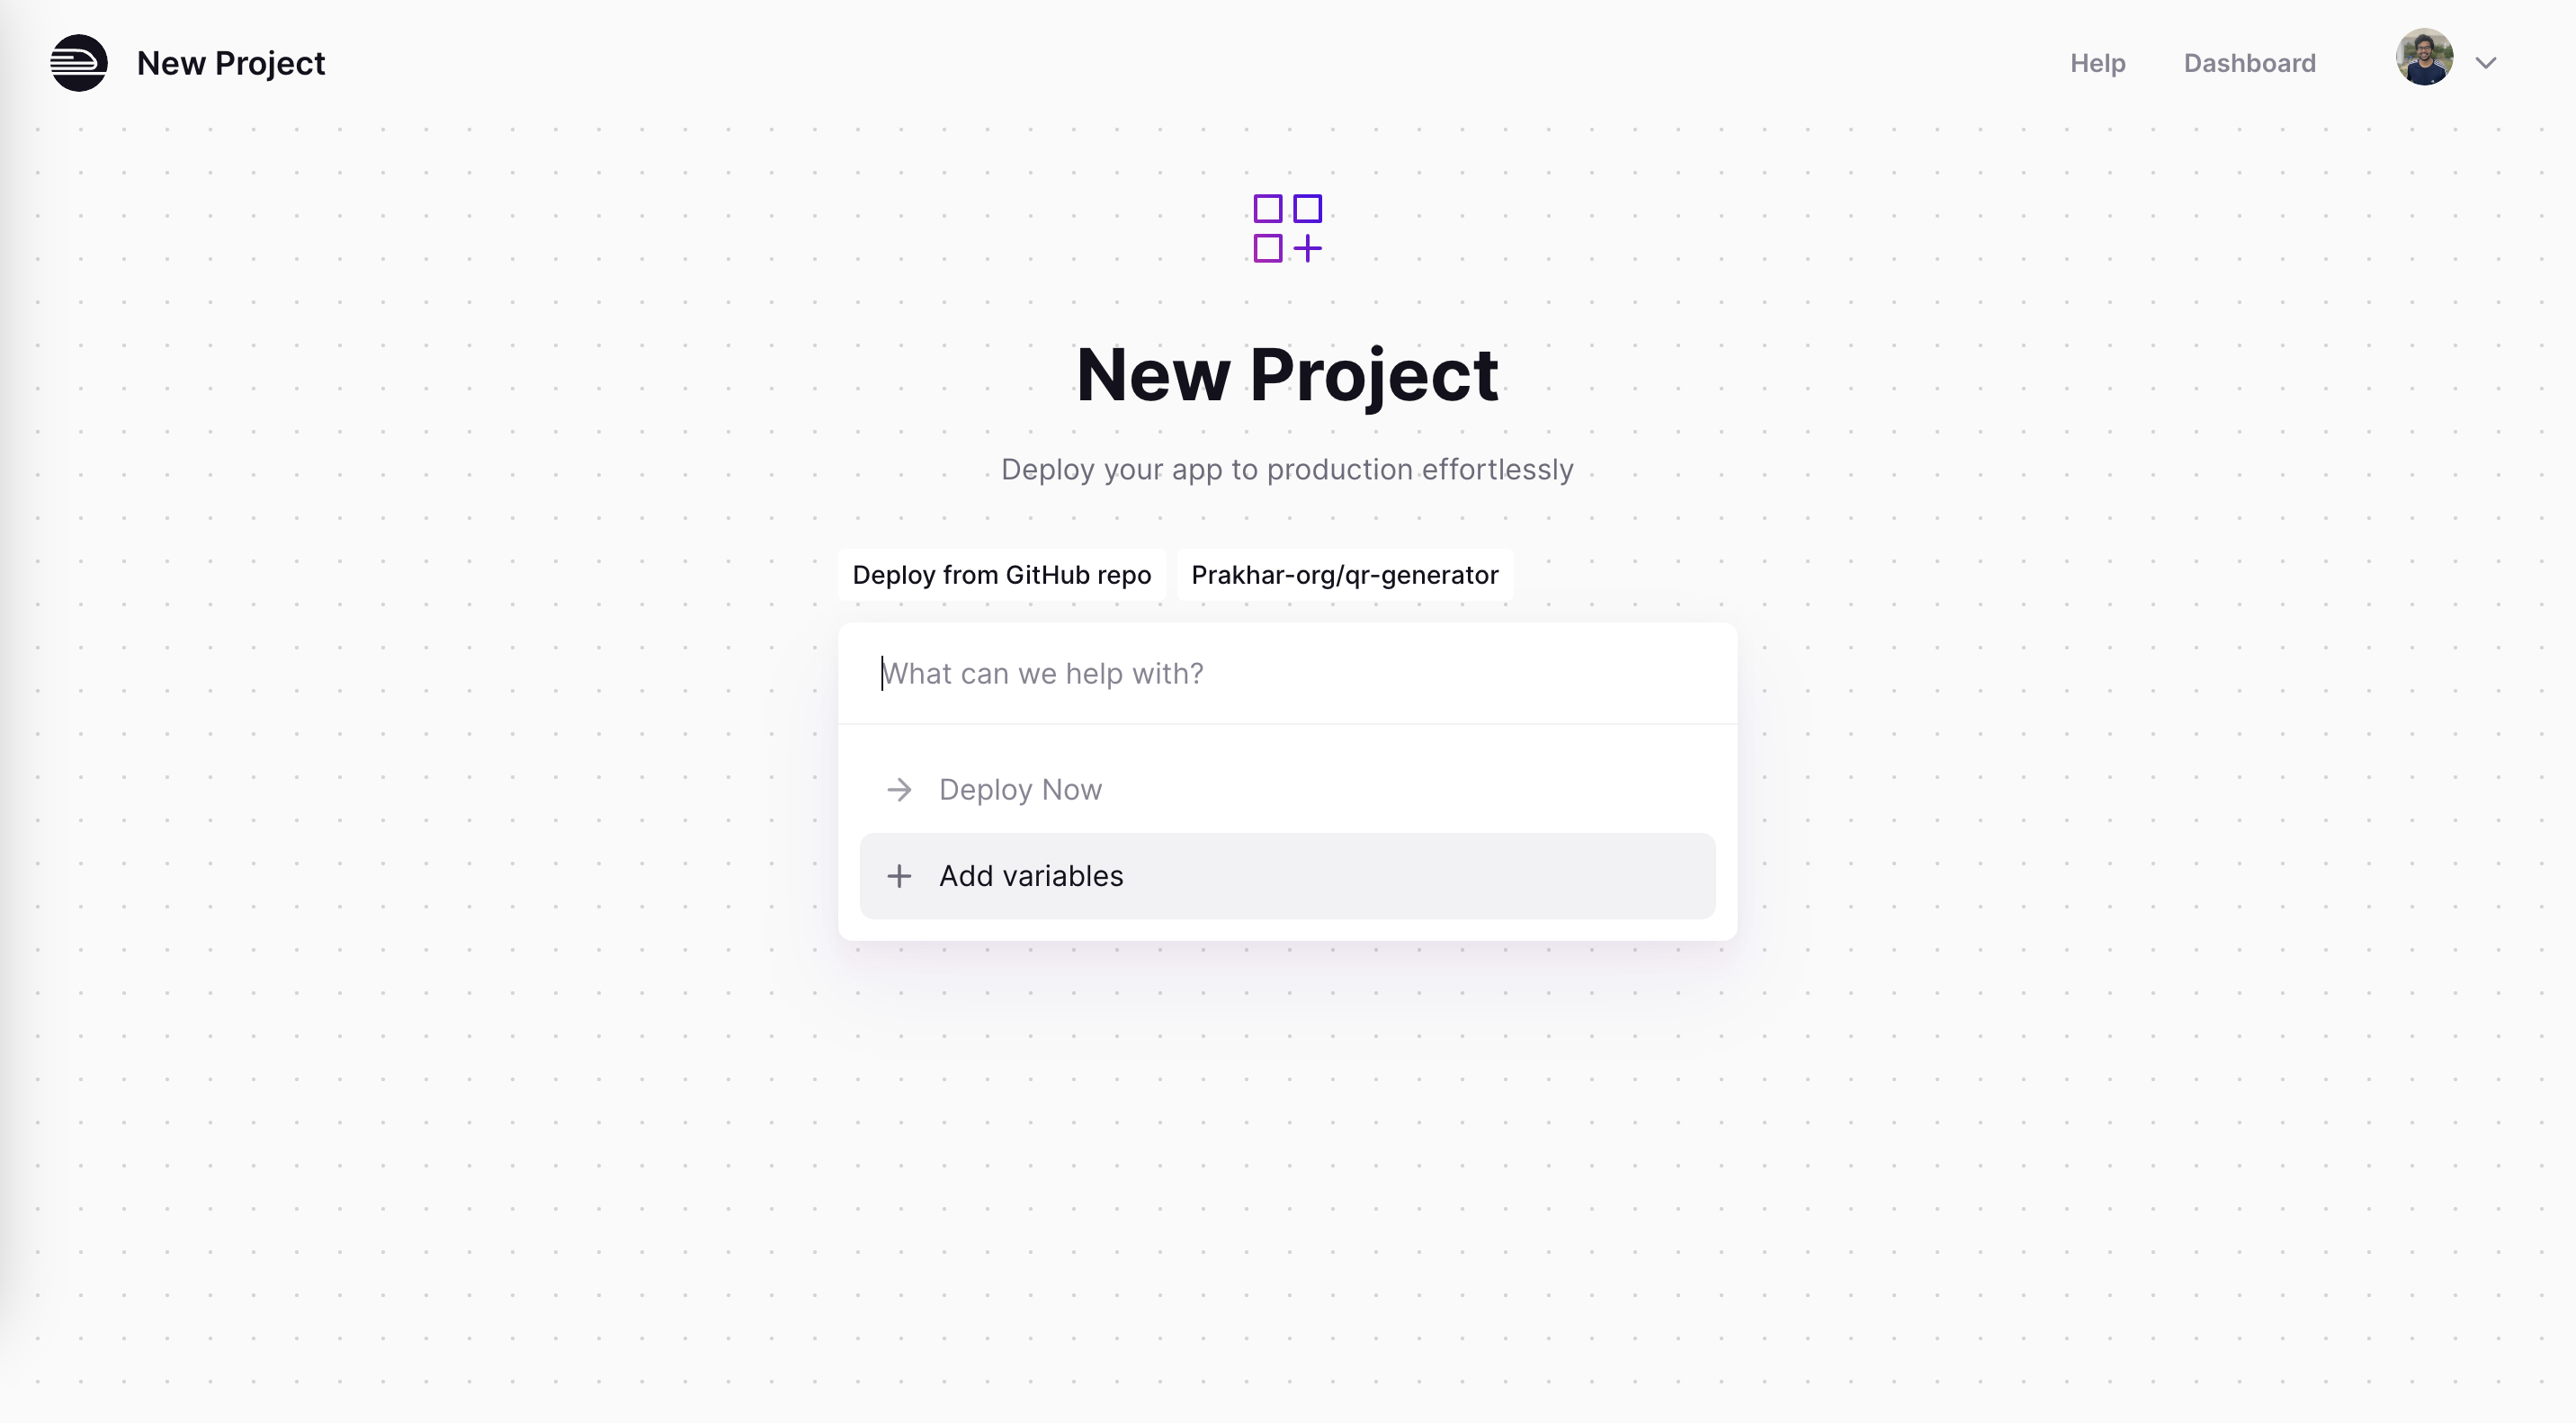 New Project
Help
Dashboard
New Project
Deploy your app to production effortlessly
Deploy from GitHub repo
Prakhar-org/qr-generator
What can we help with?
Deploy Now
Add variables